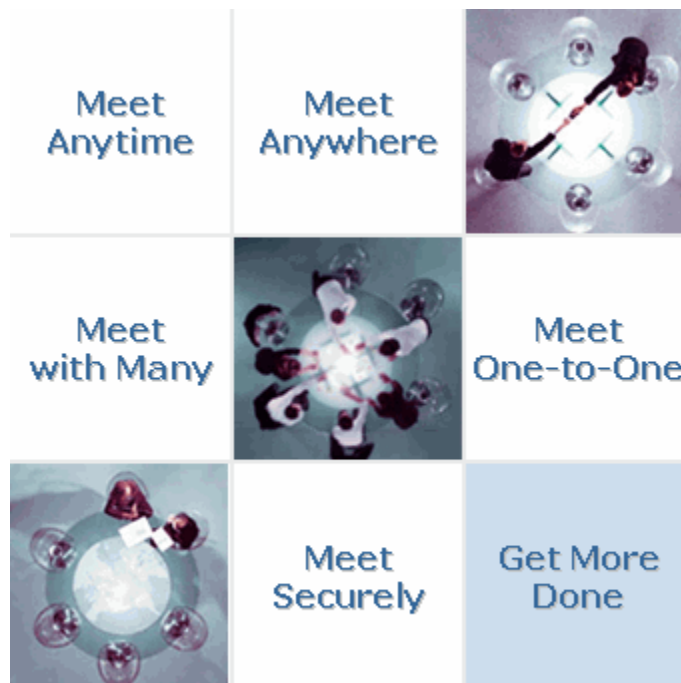 Meet
Anytime
Meet
Anywhere
Meet
with Many
Meet
One-to-One
Meet
Securely
Get More
Done